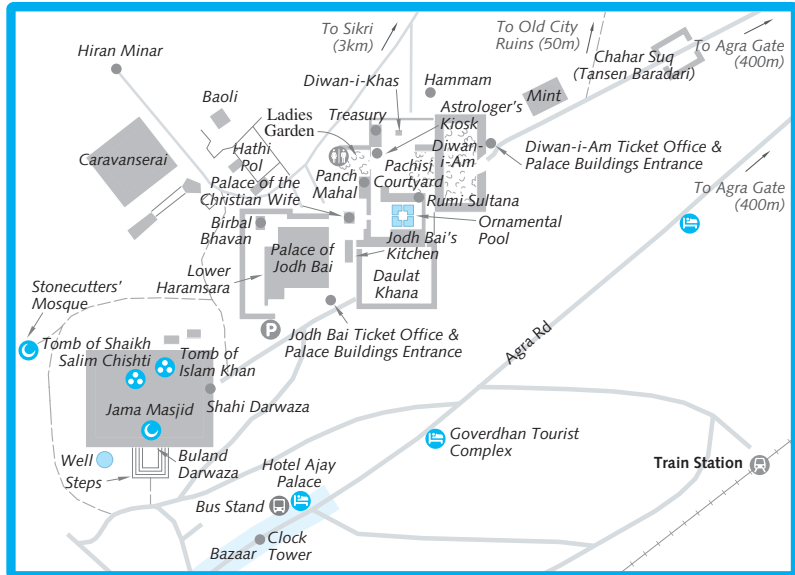 To Sikri
(3km)
To Old City
Ruins (50m)
Chahar Suq
(Tansen Baradari)
To Agra Gate
(400m)
Hiran Minar
Diwan-i-Khas
Hammam
Baoli
Mint
Ladies
Garden
Treasury
Astrologer's
Kiosk
Caravanserai
Hathi
Pol
Diwan-
i-Am
Diwan-i-Am Ticket Office &
Palace Buildings Entrance
Panch
Mahal
Pachisi
Courtyard
Palace of the
Christian Wife
Rumi Sultana
To Agra Gate
(400m)
Birbal
Bhavan
Ornamental
Pool
Palace of
Jodh Bai
Jodh Bai's
Kitchen
Lower
Haramsara
Daulat
Khana
Stonecutters'
Mosque
P
Jodh Bai Ticket Office &
Palace Buildings Entrance
Agra Rd
Tomb of Shaikh
Salim Chishti
Tomb of
Islam Khan
Shahi Darwaza
Jama Masjid
Goverdhan Tourist
Complex
Well
Steps
Buland
Darwaza
Hotel Ajay
Palace
Train Station
Bus Stand
Bazaar
Clock
Tower